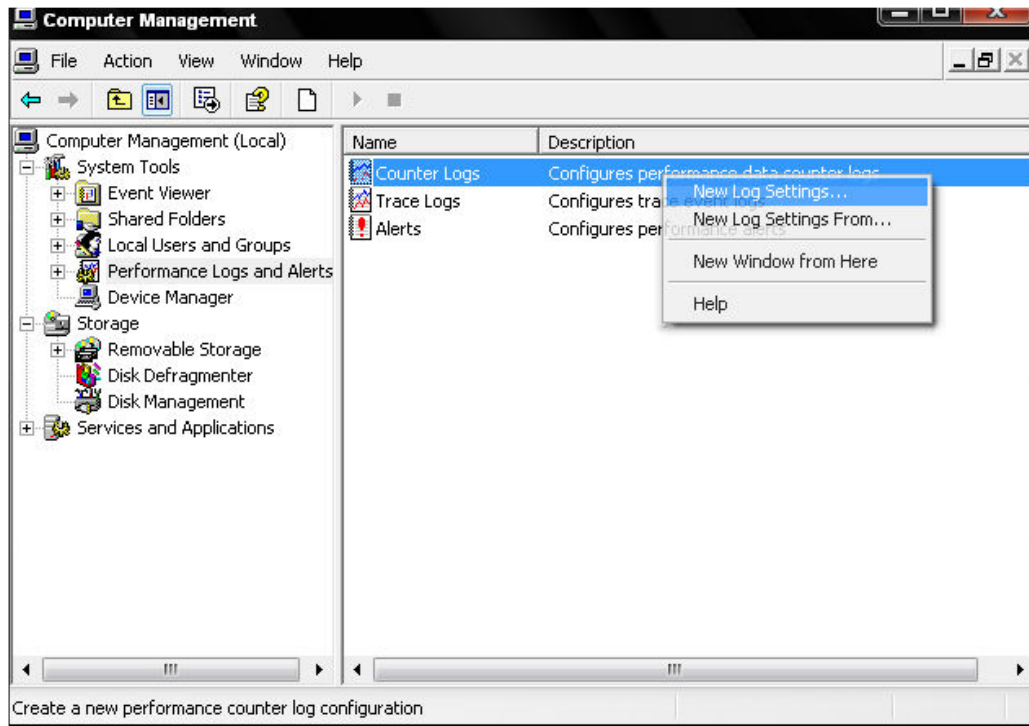 Computer Management
File Action View Window Help
Computer Management (Local)
System Tools
Event Viewer
Shared Folders
Local Users and Groups
Performance Logs and Alerts
Device Manager
Storage
Removable Storage
Disk Defragmenter
Disk Management
Services and Applications
Name Description
Counter Logs Configures performance data counter logs
Trace Logs Configures trace event logs
Alerts Configures performance alerts
New Log Settings...
New Log Settings From...
New Window from Here
Help
Create a new performance counter log configuration